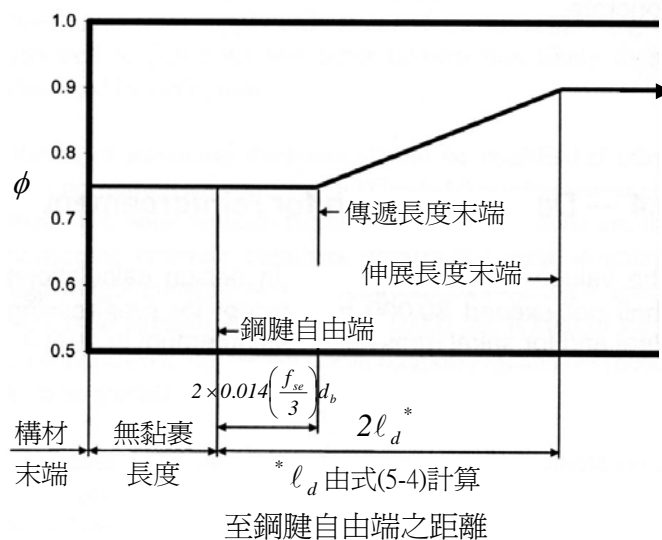 1.0
0.9
0.8
ϕ
0.7
傳遞長度末端
0.6
伸展長度末端
鋼腱自由端
0.5
2×0.014(f_se/3)d_b
構材
末端
無黏裹
長度
2ℓ_d*
*ℓ_d 由式(5-4)計算
至鋼腱自由端之距離